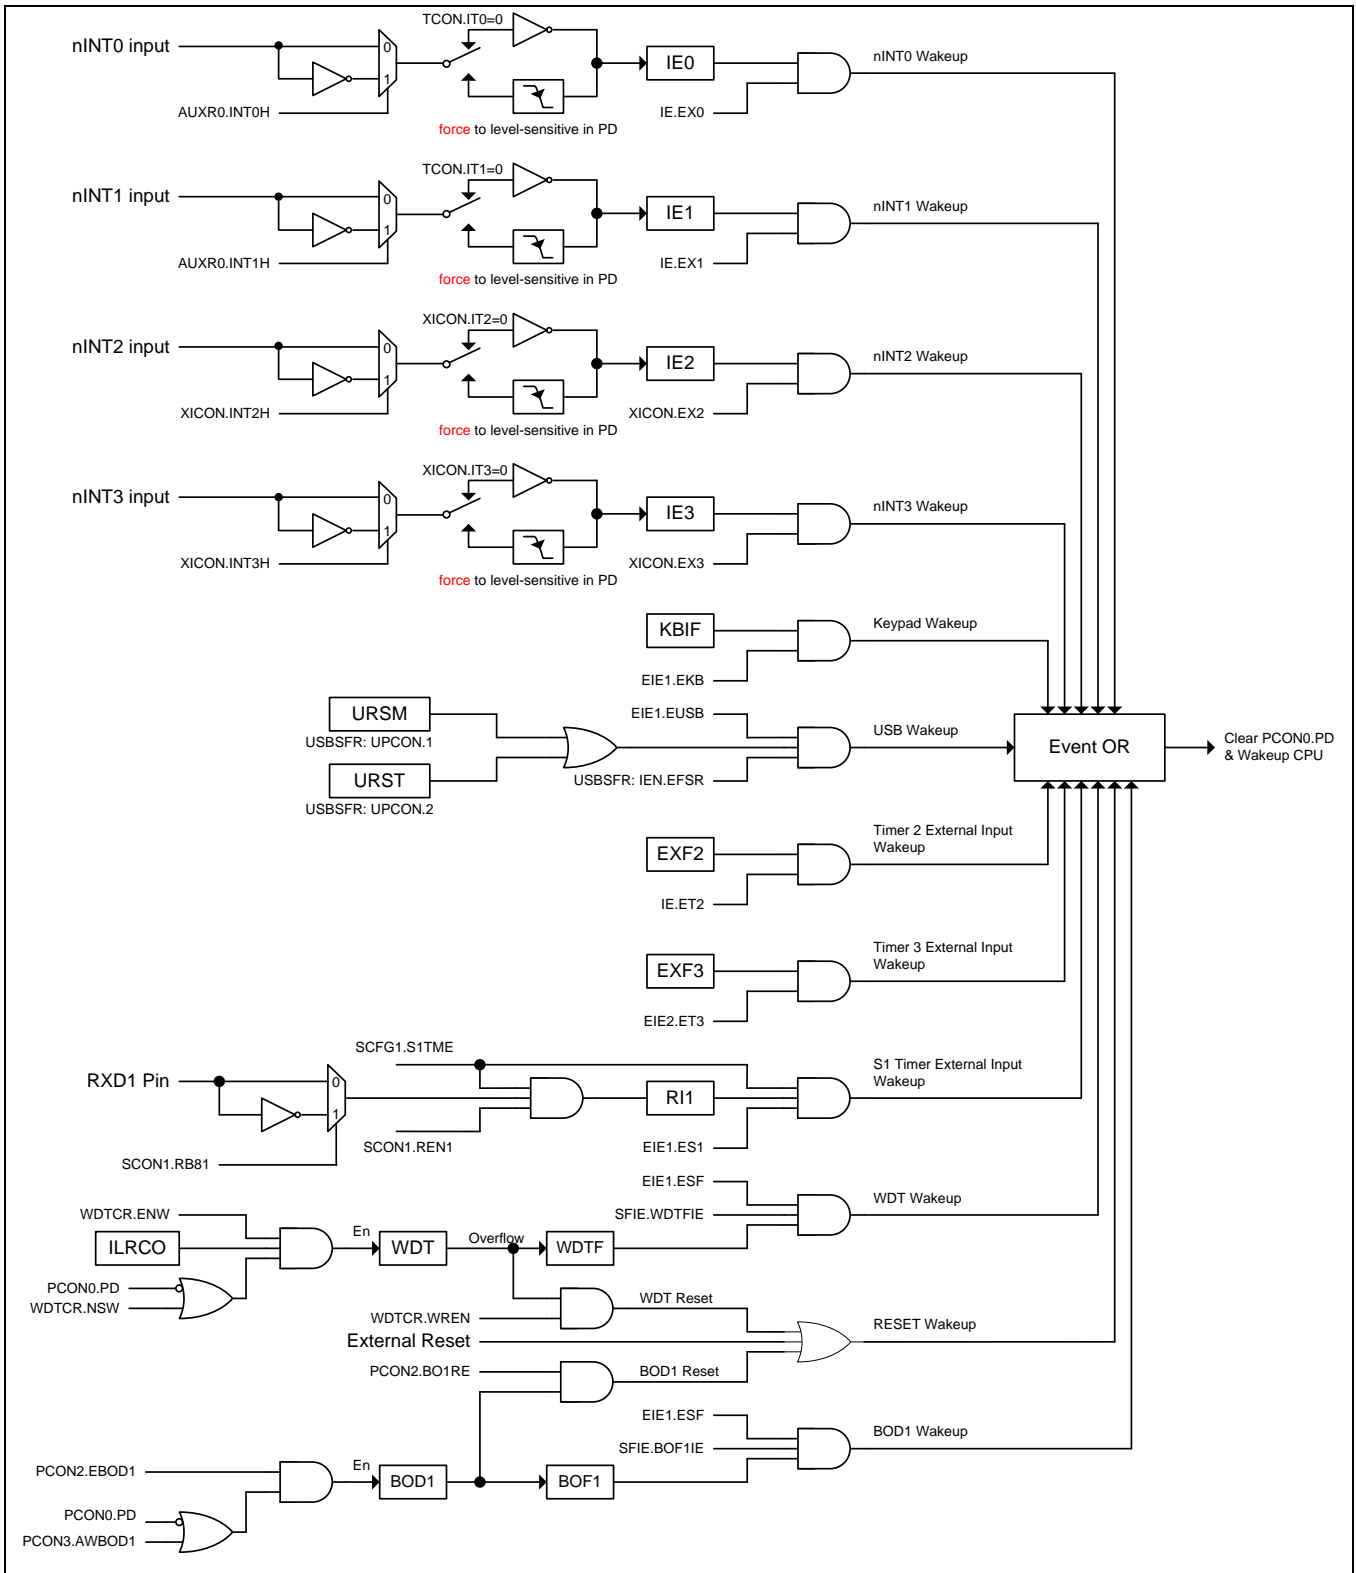 TCON.IT0=0
nINT0 input
0
1
IE0
nINT0 Wakeup
AUXR0.INT0H
IE.EX0
force to level-sensitive in PD
TCON.IT1=0
nINT1 input
0
1
IE1
nINT1 Wakeup
AUXR0.INT1H
IE.EX1
force to level-sensitive in PD
XICON.IT2=0
nINT2 input
0
1
IE2
nINT2 Wakeup
XICON.INT2H
XICON.EX2
force to level-sensitive in PD
XICON.IT3=0
nINT3 input
0
1
IE3
nINT3 Wakeup
XICON.INT3H
XICON.EX3
force to level-sensitive in PD
KBIF
Keypad Wakeup
EIE1.EKB
URSM
USBSFR: UPCON.1
EIE1.EUSB
USB Wakeup
URST
USBSFR: UPCON.2
USBSFR: IEN.EFSR
Event OR
Clear PCON0.PD
& Wakeup CPU
EXF2
Timer 2 External Input
Wakeup
IE.ET2
EXF3
Timer 3 External Input
Wakeup
EIE2.ET3
SCFG1.S1TME
RXD1 Pin
0
1
RI1
S1 Timer External Input
Wakeup
SCON1.REN1
EIE1.ES1
SCON1.RB81
EIE1.ESF
WDT Wakeup
WDTCR.ENW
SFIE.WDTFIE
ILRCO
En
WDT
Overflow
WDTF
PCON0.PD
WDTCR.NSW
WDT Reset
WDTCR.WREN
External Reset
RESET Wakeup
PCON2.BO1RE
BOD1 Reset
EIE1.ESF
BOD1 Wakeup
SFIE.BOF1IE
PCON2.EBOD1
En
BOD1
BOF1
PCON0.PD
PCON3.AWBOD1